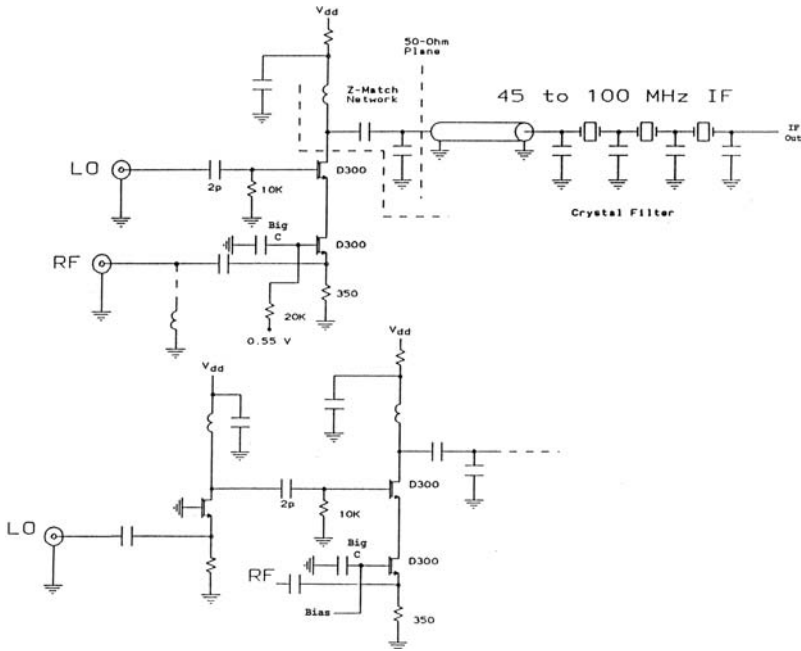 Vdd
50-Ohm
Plane
Z-Match
Network
45 to 100 MHz IF
IF
Out
LO
2p
10K
D300
Crystal Filter
Big
C
D300
RF
350
20K
0.55 V
Vdd
Vdd
D300
2p
10K
LO
Big
C
D300
RF
Bias
350